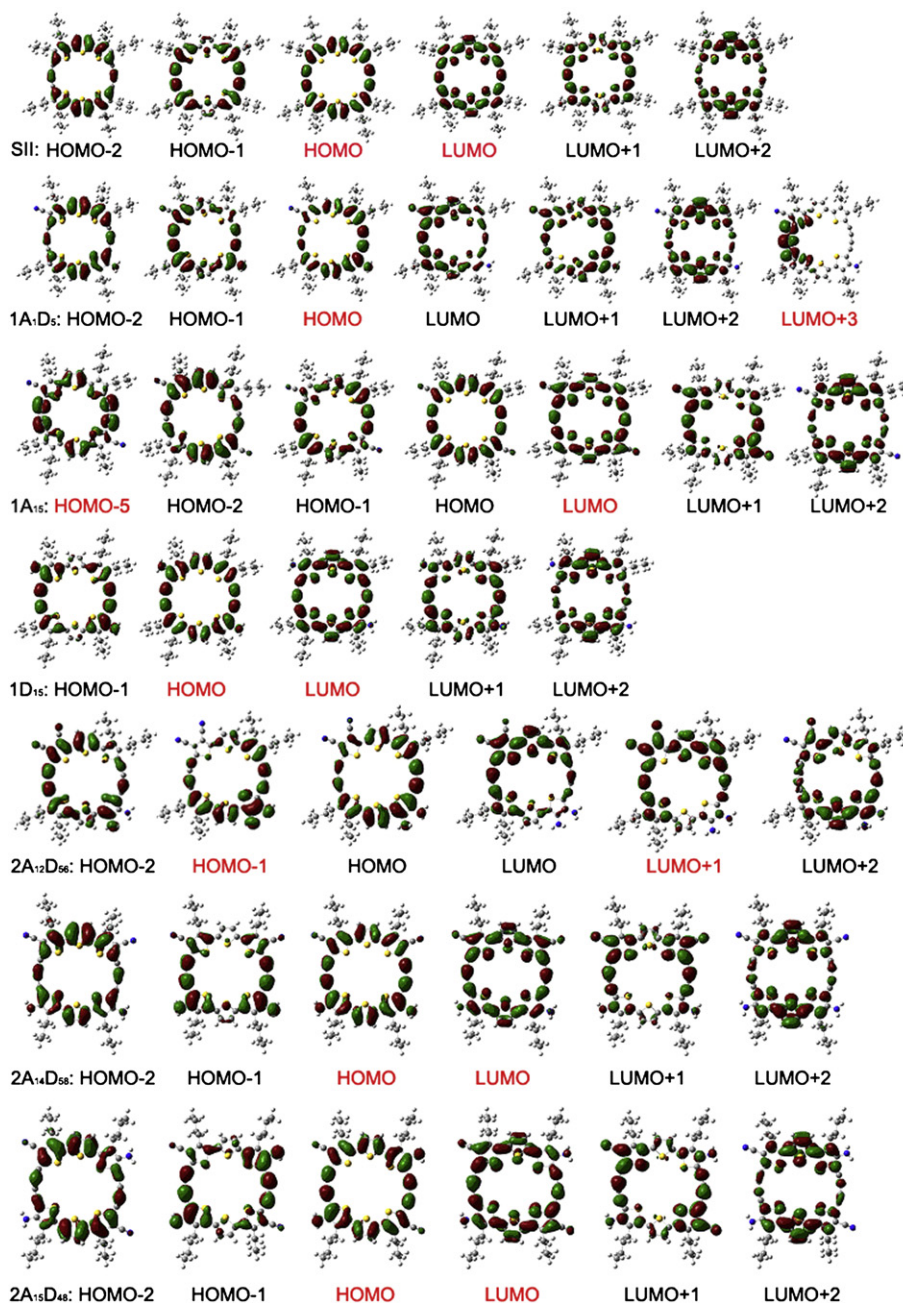 SII: HOMO-2 HOMO-1 HOMO LUMO LUMO+1 LUMO+2
1A₁D₅: HOMO-2 HOMO-1 HOMO LUMO LUMO+1 LUMO+2 LUMO+3
1A₁₅: HOMO-5 HOMO-2 HOMO-1 HOMO LUMO LUMO+1 LUMO+2
1D₁₅: HOMO-1 HOMO LUMO LUMO+1 LUMO+2
2A₁₂D₅₆: HOMO-2 HOMO-1 HOMO LUMO LUMO+1 LUMO+2
2A₁₄D₅₈: HOMO-2 HOMO-1 HOMO LUMO LUMO+1 LUMO+2
2A₁₅D₄₈: HOMO-2 HOMO-1 HOMO LUMO LUMO+1 LUMO+2